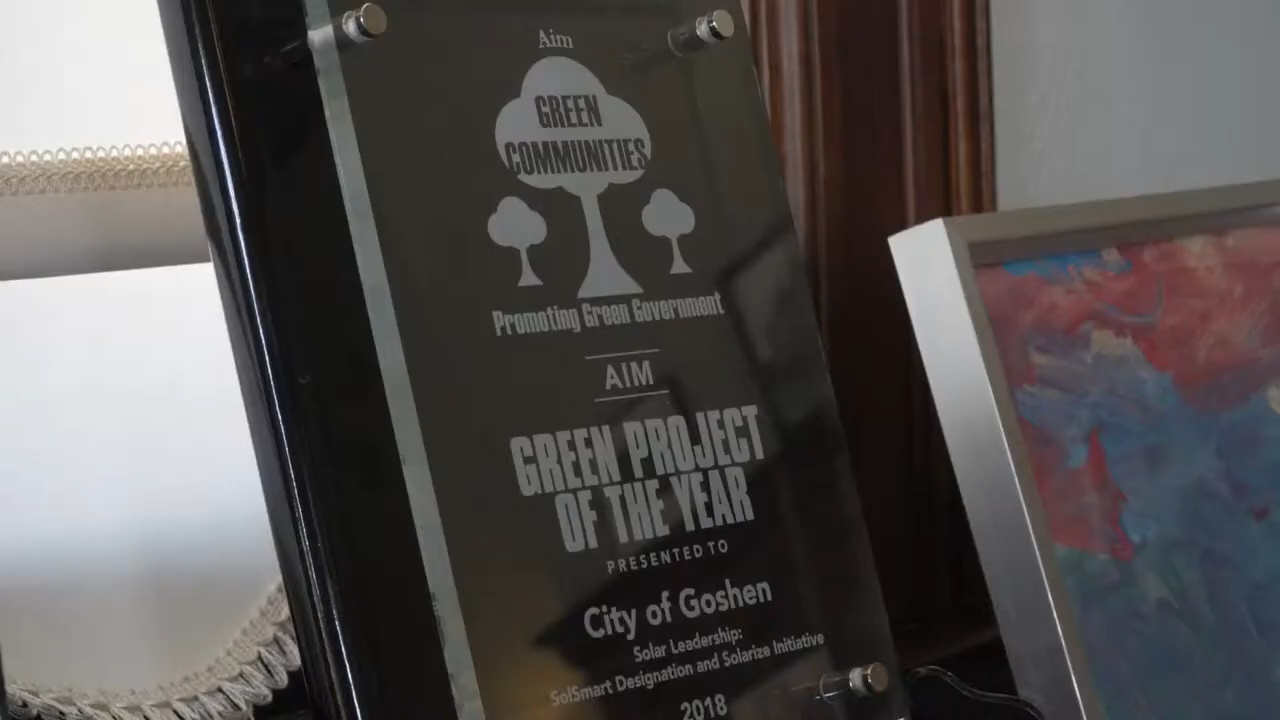 Aim
GREEN
COMMUNITIES
Promoting Green Government
AIM
GREEN PROJECT
OF THE YEAR
PRESENTED TO
City of Goshen
Solar Leadership:
SolSmart Designation and Solarize Initiative
2018